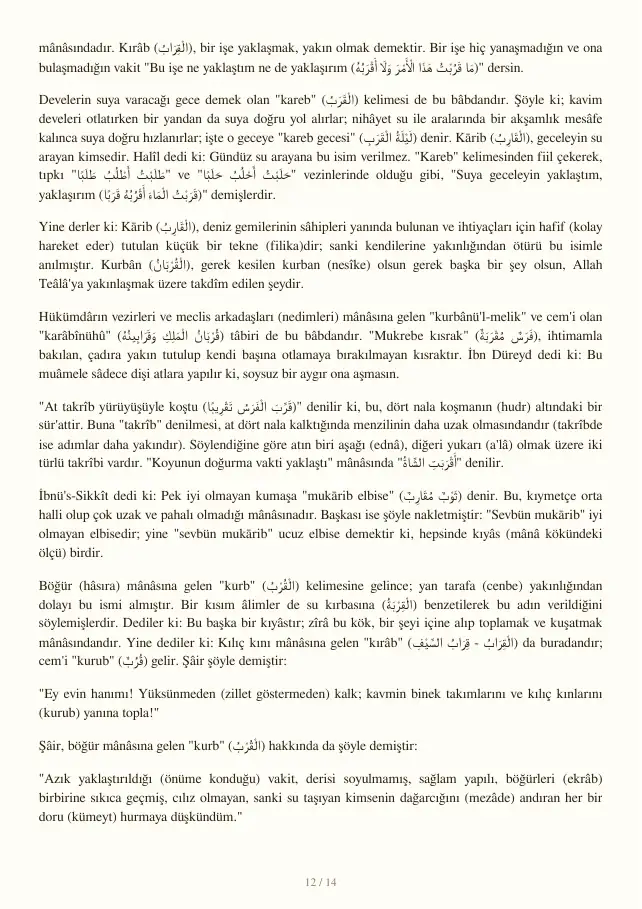 mânâsındadır. Kırâb (الْقِرَابُ), bir işe yaklaşmak, yakın olmak demektir. Bir işe hiç yanaşmadığın ve ona
bulaşmadığın vakit "Bu işe ne yaklaştım ne de yaklaşırım (مَا قَرُبْتُ هَذَا الْأَمْرَ وَلَا أَقْرَبُهُ)" dersin.
Develerin suya varacağı gece demek olan "kareb" (الْقَرَبُ) kelimesi de bu bâbdandır. Şöyle ki; kavim
develeri otlatırken bir yandan da suya doğru yol alırlar; nihâyet su ile aralarında bir akşamlık mesâfe
kalınca suya doğru hızlanırlar; işte o geceye "kareb gecesi" (لَيْلَةُ الْقَرَبِ) denir. Kārib (الْقَارِبُ), geceleyin su
arayan kimsedir. Halîl dedi ki: Gündüz su arayana bu isim verilmez. "Kareb" kelimesinden fiil çekerek,
tıpkı "طَلَبْتُ أَطْلُبُ طَلَبًا" ve "حَلَبْتُ أَحْلُبُ حَلَبًا" vezinlerinde olduğu gibi, "Suya geceleyin yaklaştım,
yaklaşırım (قَرَبْتُ الْمَاءَ أَقْرُبُهُ قَرَبًا)" demişlerdir.
Yine derler ki: Kārib (الْقَارِبُ), deniz gemilerinin sâhipleri yanında bulunan ve ihtiyaçları için hafif (kolay
hareket eder) tutulan küçük bir tekne (filika)dir; sanki kendilerine yakınlığından ötürü bu isimle
anılmıştır. Kurbân (الْقُرْبَانُ), gerek kesilen kurban (nesîke) olsun gerek başka bir şey olsun, Allah
Teâlâ'ya yakınlaşmak üzere takdîm edilen şeydir.
Hükümdârın vezirleri ve meclis arkadaşları (nedimleri) mânâsına gelen "kurbânü'l-melik" ve cem'i olan
"karâbînühû" (قُرْبَانُ الْمَلِكِ وَقَرَابِينُهُ) tâbiri de bu bâbdandır. "Mukrebe kısrak" (فَرَسٌ مُقْرَبَةٌ), ihtimamla
bakılan, çadıra yakın tutulup kendi başına otlamaya bırakılmayan kısraktır. İbn Düreyd dedi ki: Bu
muâmele sâdece dişi atlara yapılır ki, soysuz bir aygır ona aşmasın.
"At takrîb yürüyüşüyle koştu (قَرَّبَ الْفَرَسُ تَقْرِيبًا)" denilir ki, bu, dört nala koşmanın (hudr) altındaki bir
sür'attir. Buna "takrîb" denilmesi, at dört nala kalktığında menzilinin daha uzak olmasındandır (takrîbde
ise adımlar daha yakındır). Söylendiğine göre atın biri aşağı (ednâ), diğeri yukarı (a'lâ) olmak üzere iki
türlü takrîbi vardır. "Koyunun doğurma vakti yaklaştı" mânâsında "أَقْرَبَتِ الشَّاةُ" denilir.
İbnü's-Sikkît dedi ki: Pek iyi olmayan kumaşa "mukārib elbise" (ثَوْبٌ مُقَارِبٌ) denir. Bu, kıymetçe orta
halli olup çok uzak ve pahalı olmadığı mânâsınadır. Başkası ise şöyle nakletmiştir: "Sevbün mukārib" iyi
olmayan elbisedir; yine "sevbün mukārib" ucuz elbise demektir ki, hepsinde kıyâs (mânâ kökündeki
ölçü) birdir.
Böğür (hâsıra) mânâsına gelen "kurb" (الْقُرْبُ) kelimesine gelince; yan tarafa (cenbe) yakınlığından
dolayı bu ismi almıştır. Bir kısım âlimler de su kırbasına (الْقِرْبَةُ) benzetilerek bu adın verildiğini
söylemişlerdir. Dediler ki: Bu başka bir kıyâstır; zîrâ bu kök, bir şeyi içine alıp toplamak ve kuşatmak
mânâsındandır. Yine dediler ki: Kılıç kını mânâsına gelen "kırâb" (الْقِرَابُ - قِرَابُ السَّيْفِ) da buradandır;
cem'i "kurub" (قُرُبٌ) gelir. Şâir şöyle demiştir:
"Ey evin hanımı! Yüksünmeden (zillet göstermeden) kalk; kavmin binek takımlarını ve kılıç kınlarını
(kurub) yanına topla!"
Şâir, böğür mânâsına gelen "kurb" (الْقُرْبُ) hakkında da şöyle demiştir:
"Azık yaklaştırıldığı (önüme konduğu) vakit, derisi soyulmamış, sağlam yapılı, böğürleri (ekrâb)
birbirine sıkıca geçmiş, cılız olmayan, sanki su taşıyan kimsenin dağarcığını (mezâde) andıran her bir
doru (kümeyt) hurmaya düşkündüm."
12 / 14